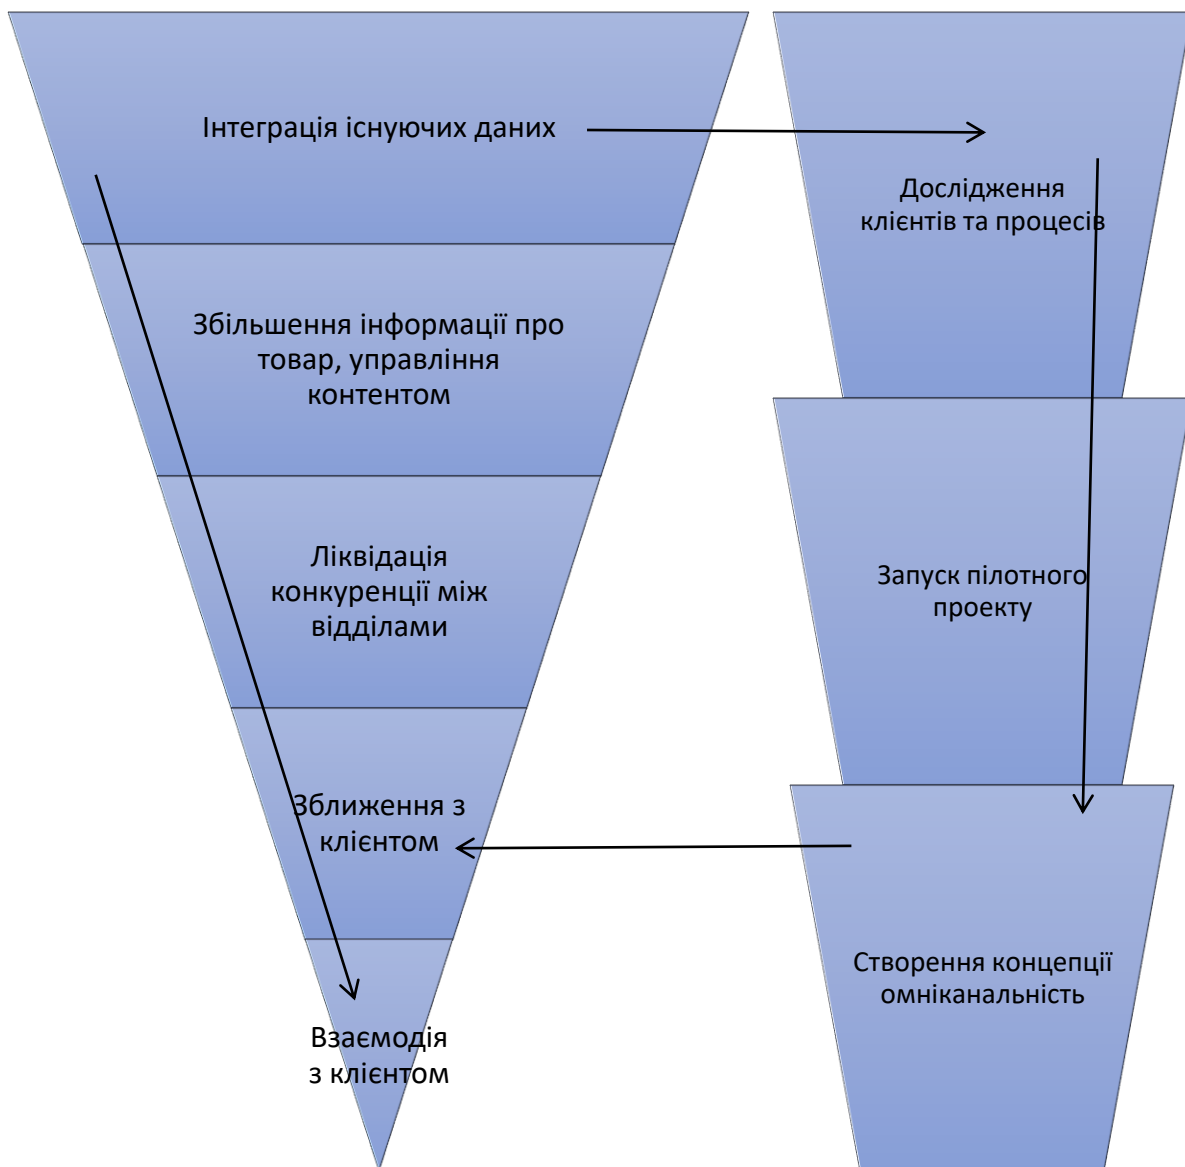 Інтеграція існуючих даних
Збільшення інформації про
товар, управління
контентом
Ліквідація
конкуренції між
відділами
Зближення з
клієнтом
Взаємодія
з клієнтом
Дослідження
клієнтів та процесів
Запуск пілотного
проекту
Створення концепції
омніканальність